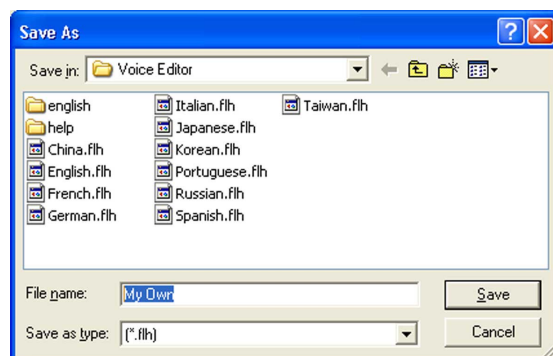 Save As
Save in: Voice Editor
english
help
China.flh
English.flh
French.flh
German.flh
Italian.flh
Japanese.flh
Korean.flh
Portuguese.flh
Russian.flh
Spanish.flh
Taiwan.flh
File name: My Own Save
Save as type: (*.flh) Cancel